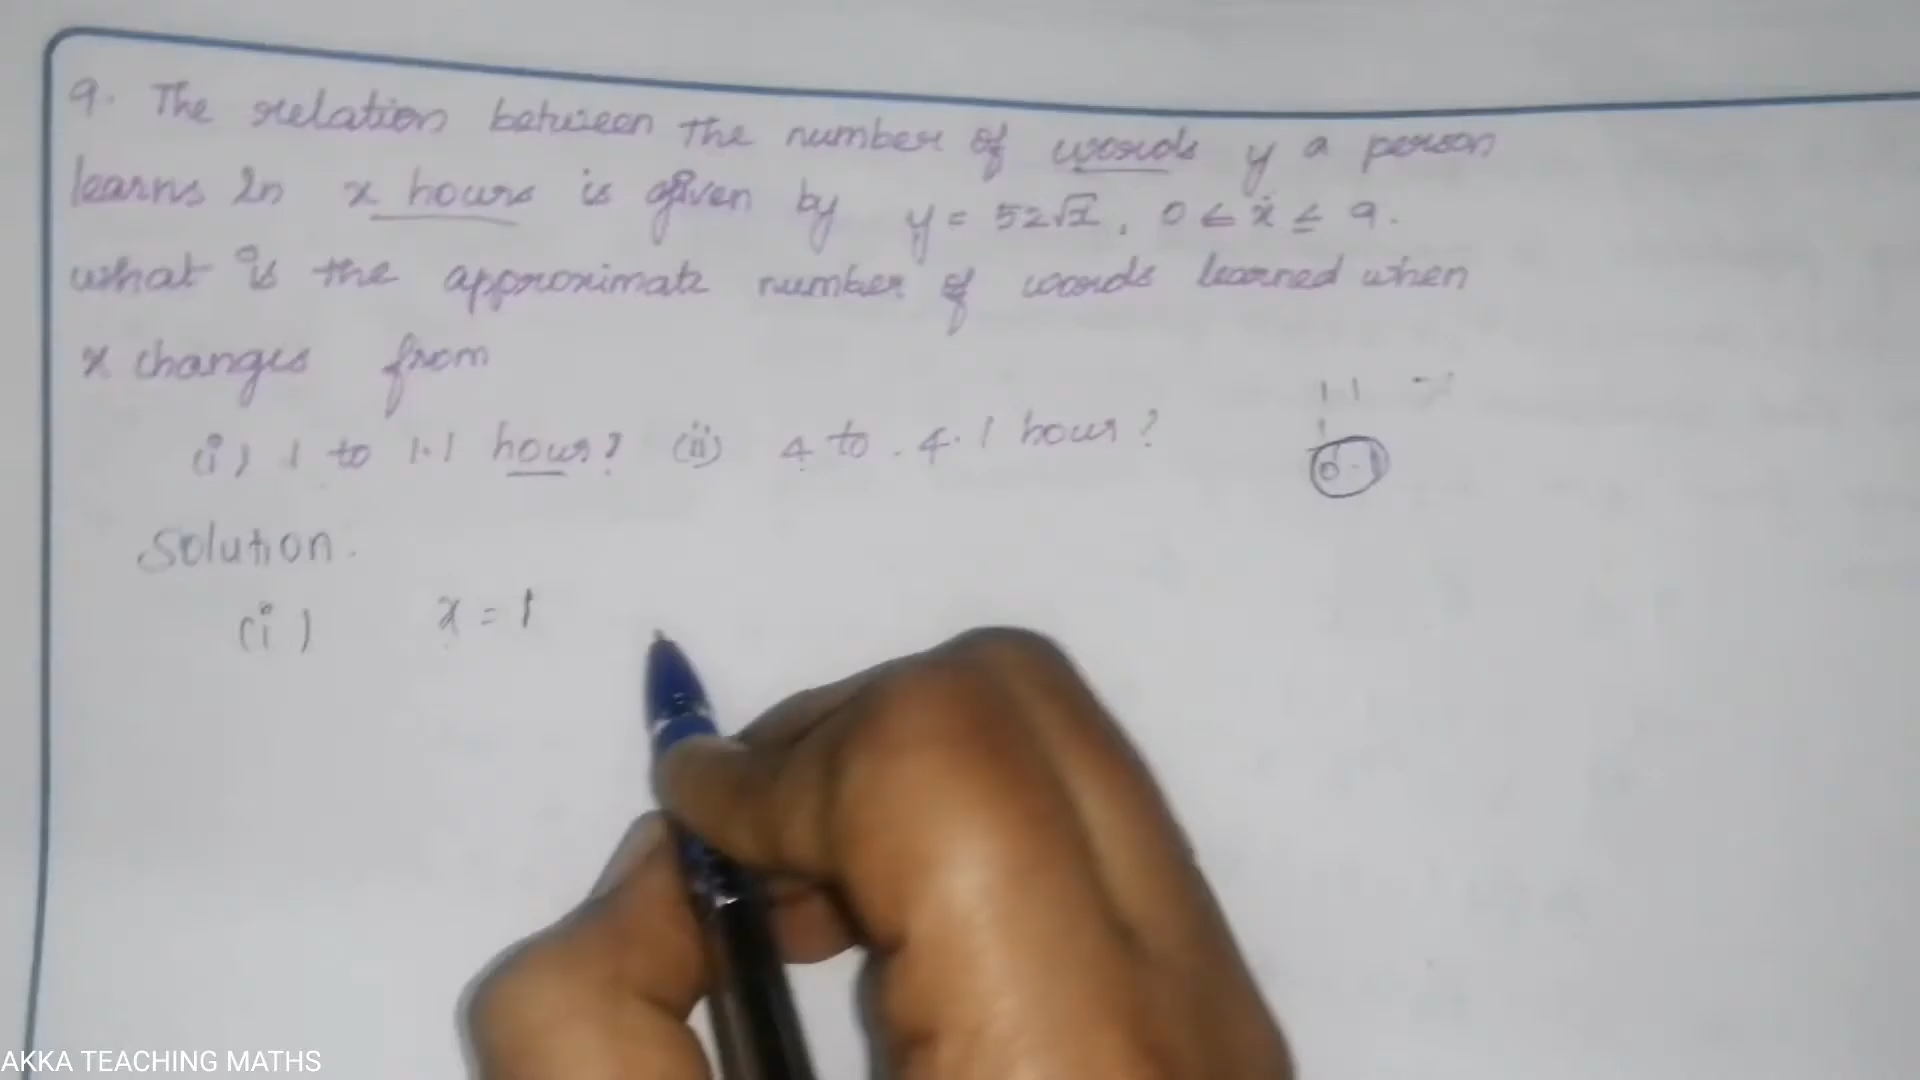 9. The relation between the number of words y a person
learns In x hours is given by y = 52√x, 0 ≤ x ≤ 9.
what is the approximate number of words learned when
x changes from
(i) 1 to 1.1 hour? (ii) 4 to 4.1 hour?
1.1
1
0.1
Solution.
(i) x = 1
AKKA TEACHING MATHS